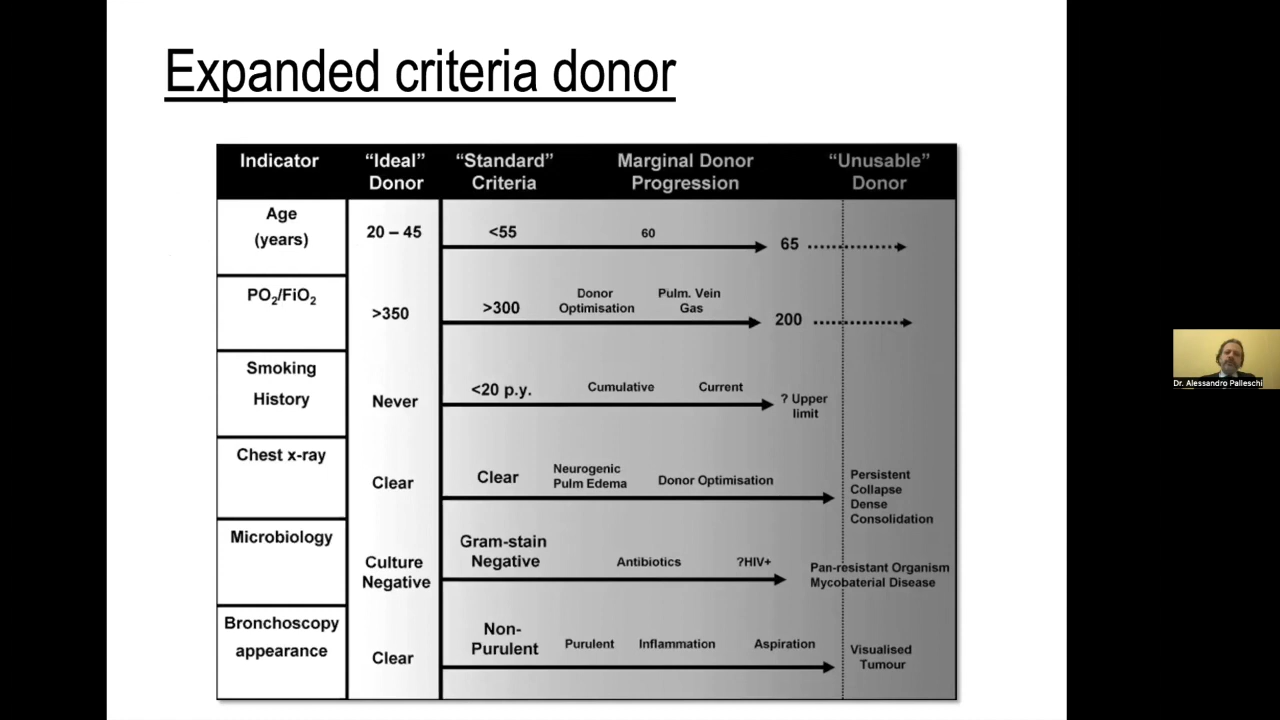 Expanded criteria donor
Indicator
“Ideal”
Donor
“Standard”
Criteria
Marginal Donor
Progression
“Unusable”
Donor
Age
(years)
20 – 45
<55
60
65
PO₂/FiO₂
>350
>300
Donor
Optimisation
Pulm. Vein
Gas
200
Smoking
History
Never
<20 p.y.
Cumulative
Current
? Upper
limit
Chest x-ray
Clear
Clear
Neurogenic
Pulm Edema
Donor Optimisation
Persistent
Collapse
Dense
Consolidation
Microbiology
Culture
Negative
Gram-stain
Negative
Antibiotics
?HIV+
Pan-resistant Organism
Mycobaterial Disease
Bronchoscopy
appearance
Clear
Non-
Purulent
Purulent
Inflammation
Aspiration
Visualised
Tumour
Dr. Alessandro Palleschi